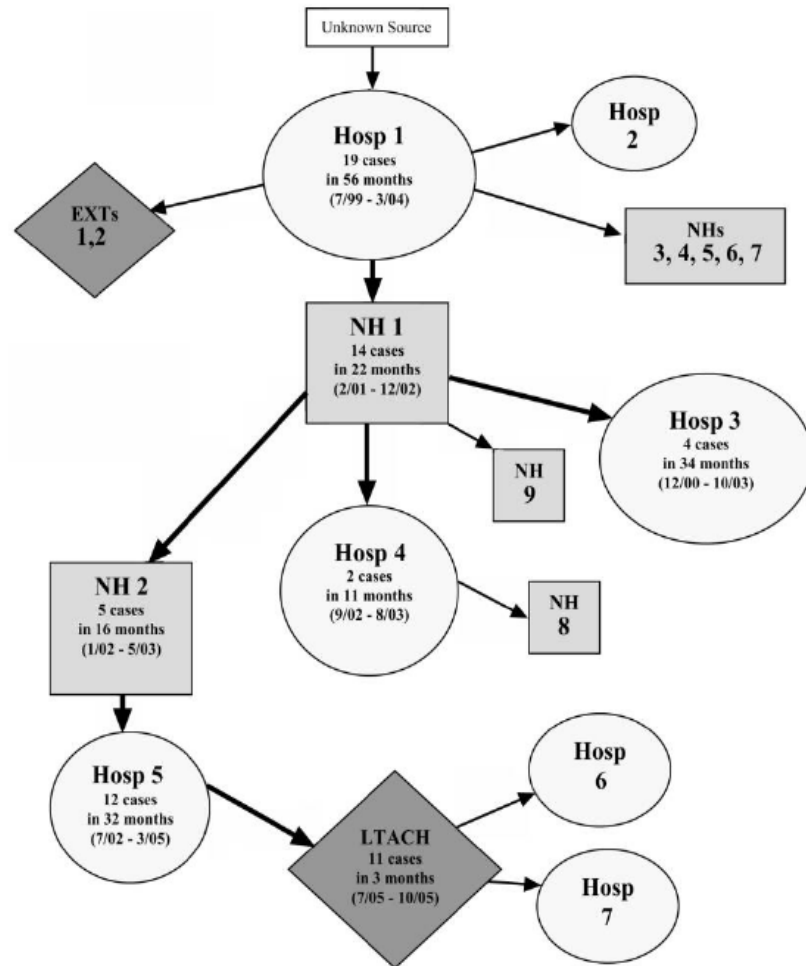 Unknown Source
Hosp 1
19 cases
in 56 months
(7/99 - 3/04)
Hosp
2
EXTs
1,2
NHs
3, 4, 5, 6, 7
NH 1
14 cases
in 22 months
(2/01 - 12/02)
Hosp 3
4 cases
in 34 months
(12/00 - 10/03)
NH
9
Hosp 4
2 cases
in 11 months
(9/02 - 8/03)
NH 2
5 cases
in 16 months
(1/02 - 5/03)
NH
8
Hosp 5
12 cases
in 32 months
(7/02 - 3/05)
Hosp
6
LTACH
11 cases
in 3 months
(7/05 - 10/05)
Hosp
7